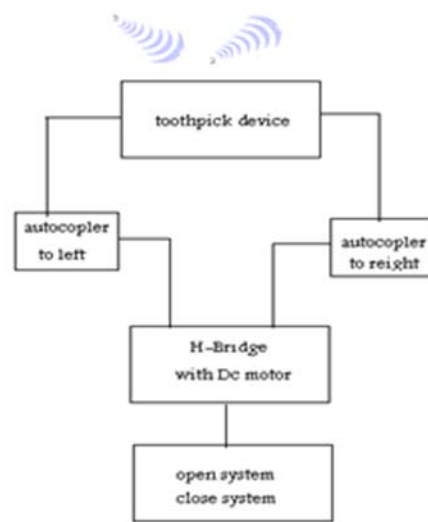 toothpick device
autocopler
to left
autocopler
to reight
H-Bridge
with Dc motor
open system
close system